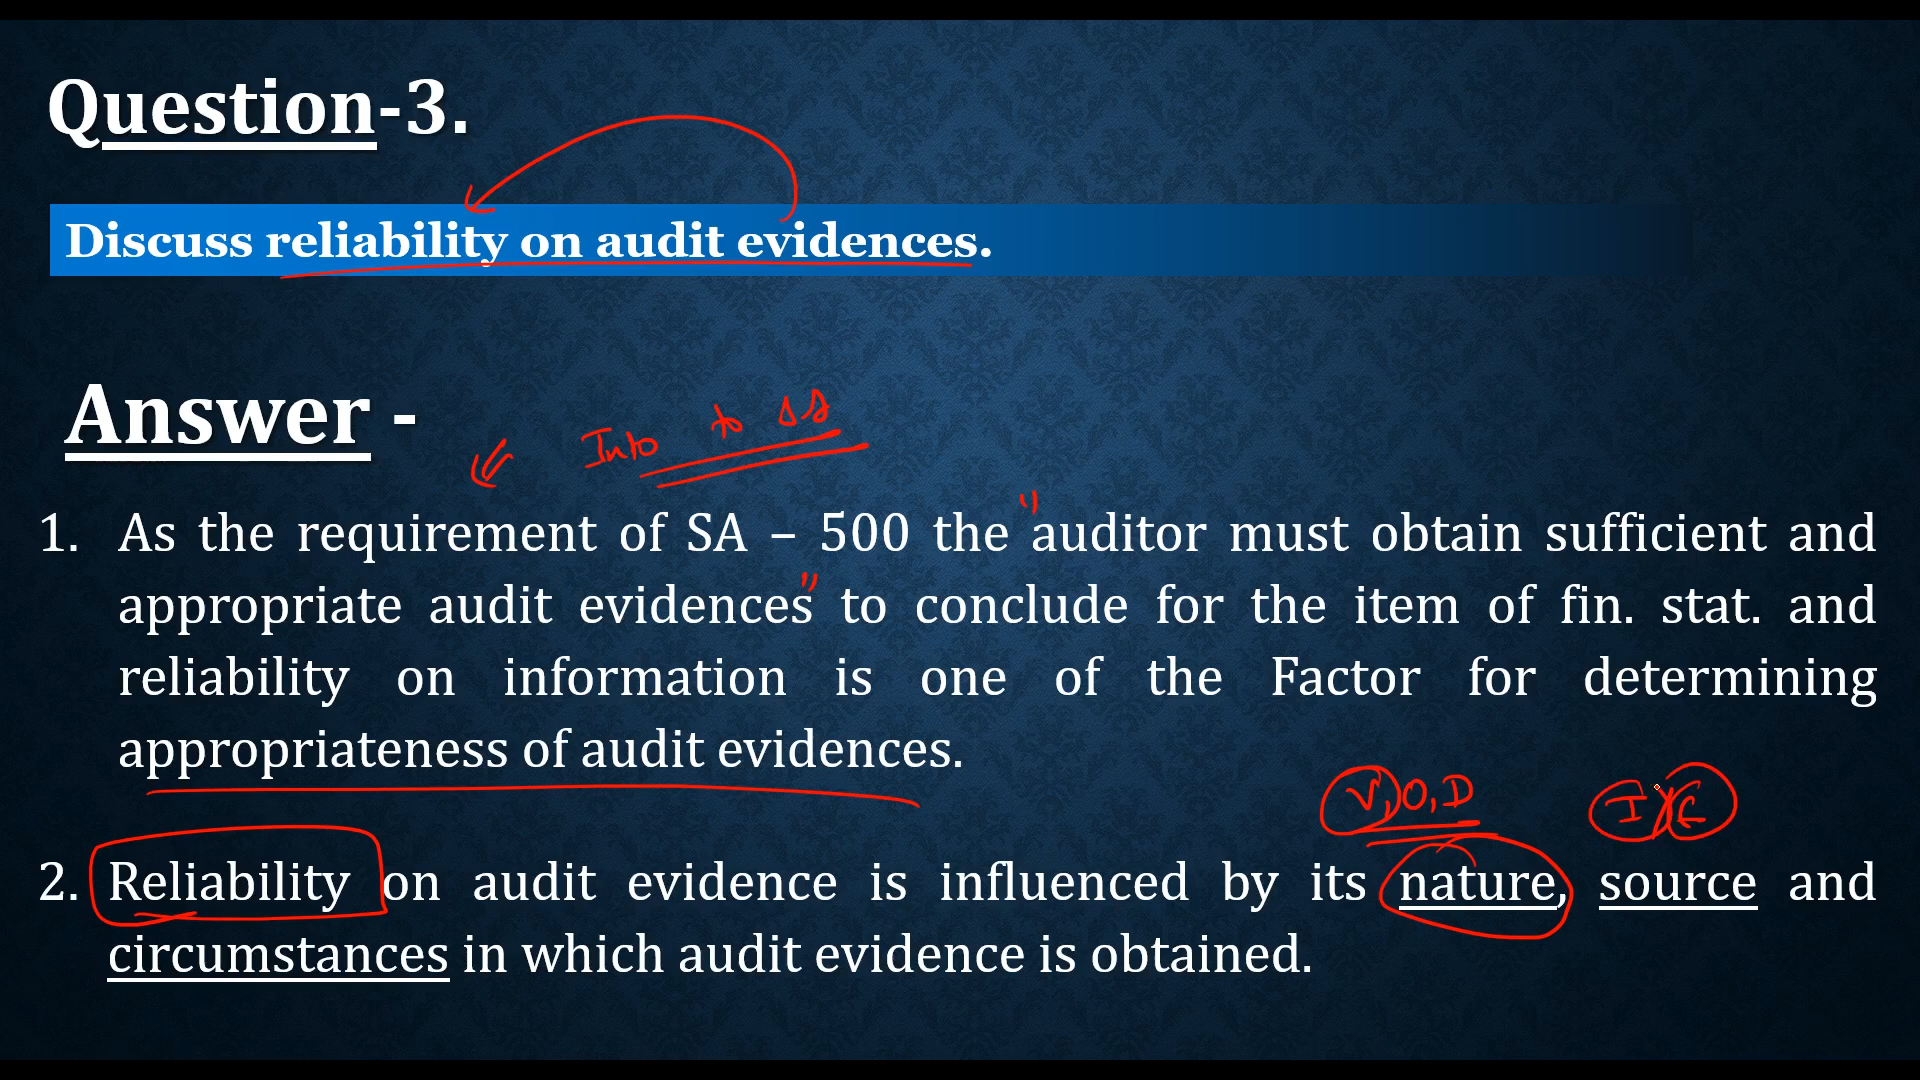 Question-3.
Discuss reliability on audit evidences.
Answer -
Into to SA
1. As the requirement of SA – 500 the "auditor must obtain sufficient and
appropriate audit evidences" to conclude for the item of fin. stat. and
reliability on information is one of the Factor for determining
appropriateness of audit evidences.
V, O, D I/E
2. Reliability on audit evidence is influenced by its nature, source and
circumstances in which audit evidence is obtained.